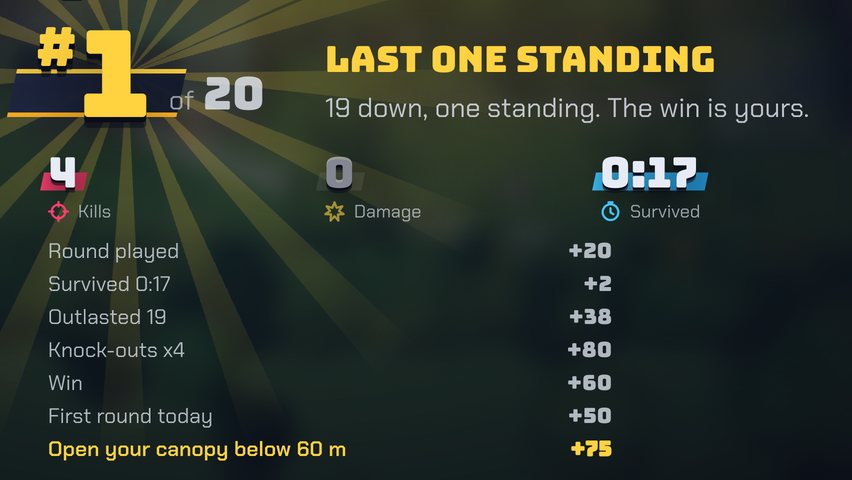 #1 of 20
LAST ONE STANDING
19 down, one standing. The win is yours.
4
Kills
0
Damage
0:17
Survived
Round played +20
Survived 0:17 +2
Outlasted 19 +38
Knock-outs x4 +80
Win +60
First round today +50
Open your canopy below 60 m +75